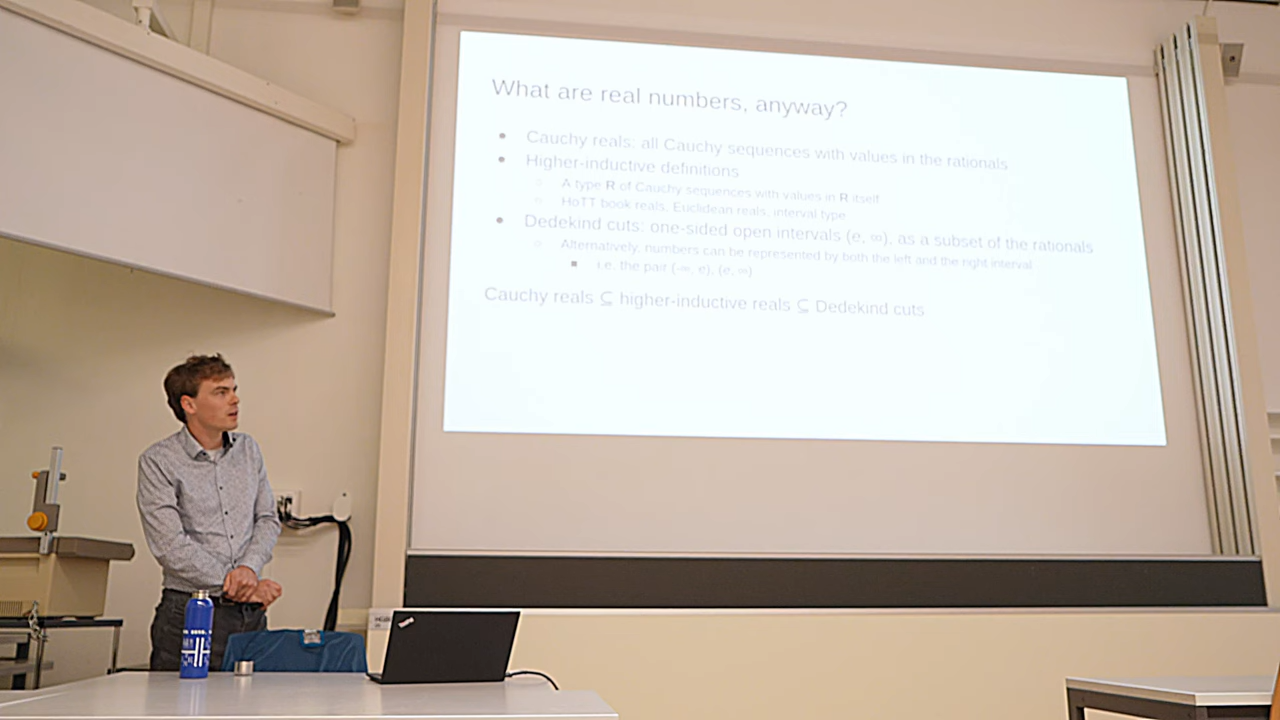 What are real numbers, anyway?
Cauchy reals: all Cauchy sequences with values in the rationals
Higher-inductive definitions
A type R of Cauchy sequences with values in R itself
HoTT book reals, Euclidean reals, interval type
Dedekind cuts: one-sided open intervals (e, ∞), as a subset of the rationals
Alternatively, numbers can be represented by both the left and the right interval
i.e. the pair (-∞, e), (e, ∞)
Cauchy reals ⊆ higher-inductive reals ⊆ Dedekind cuts
ThinkPad